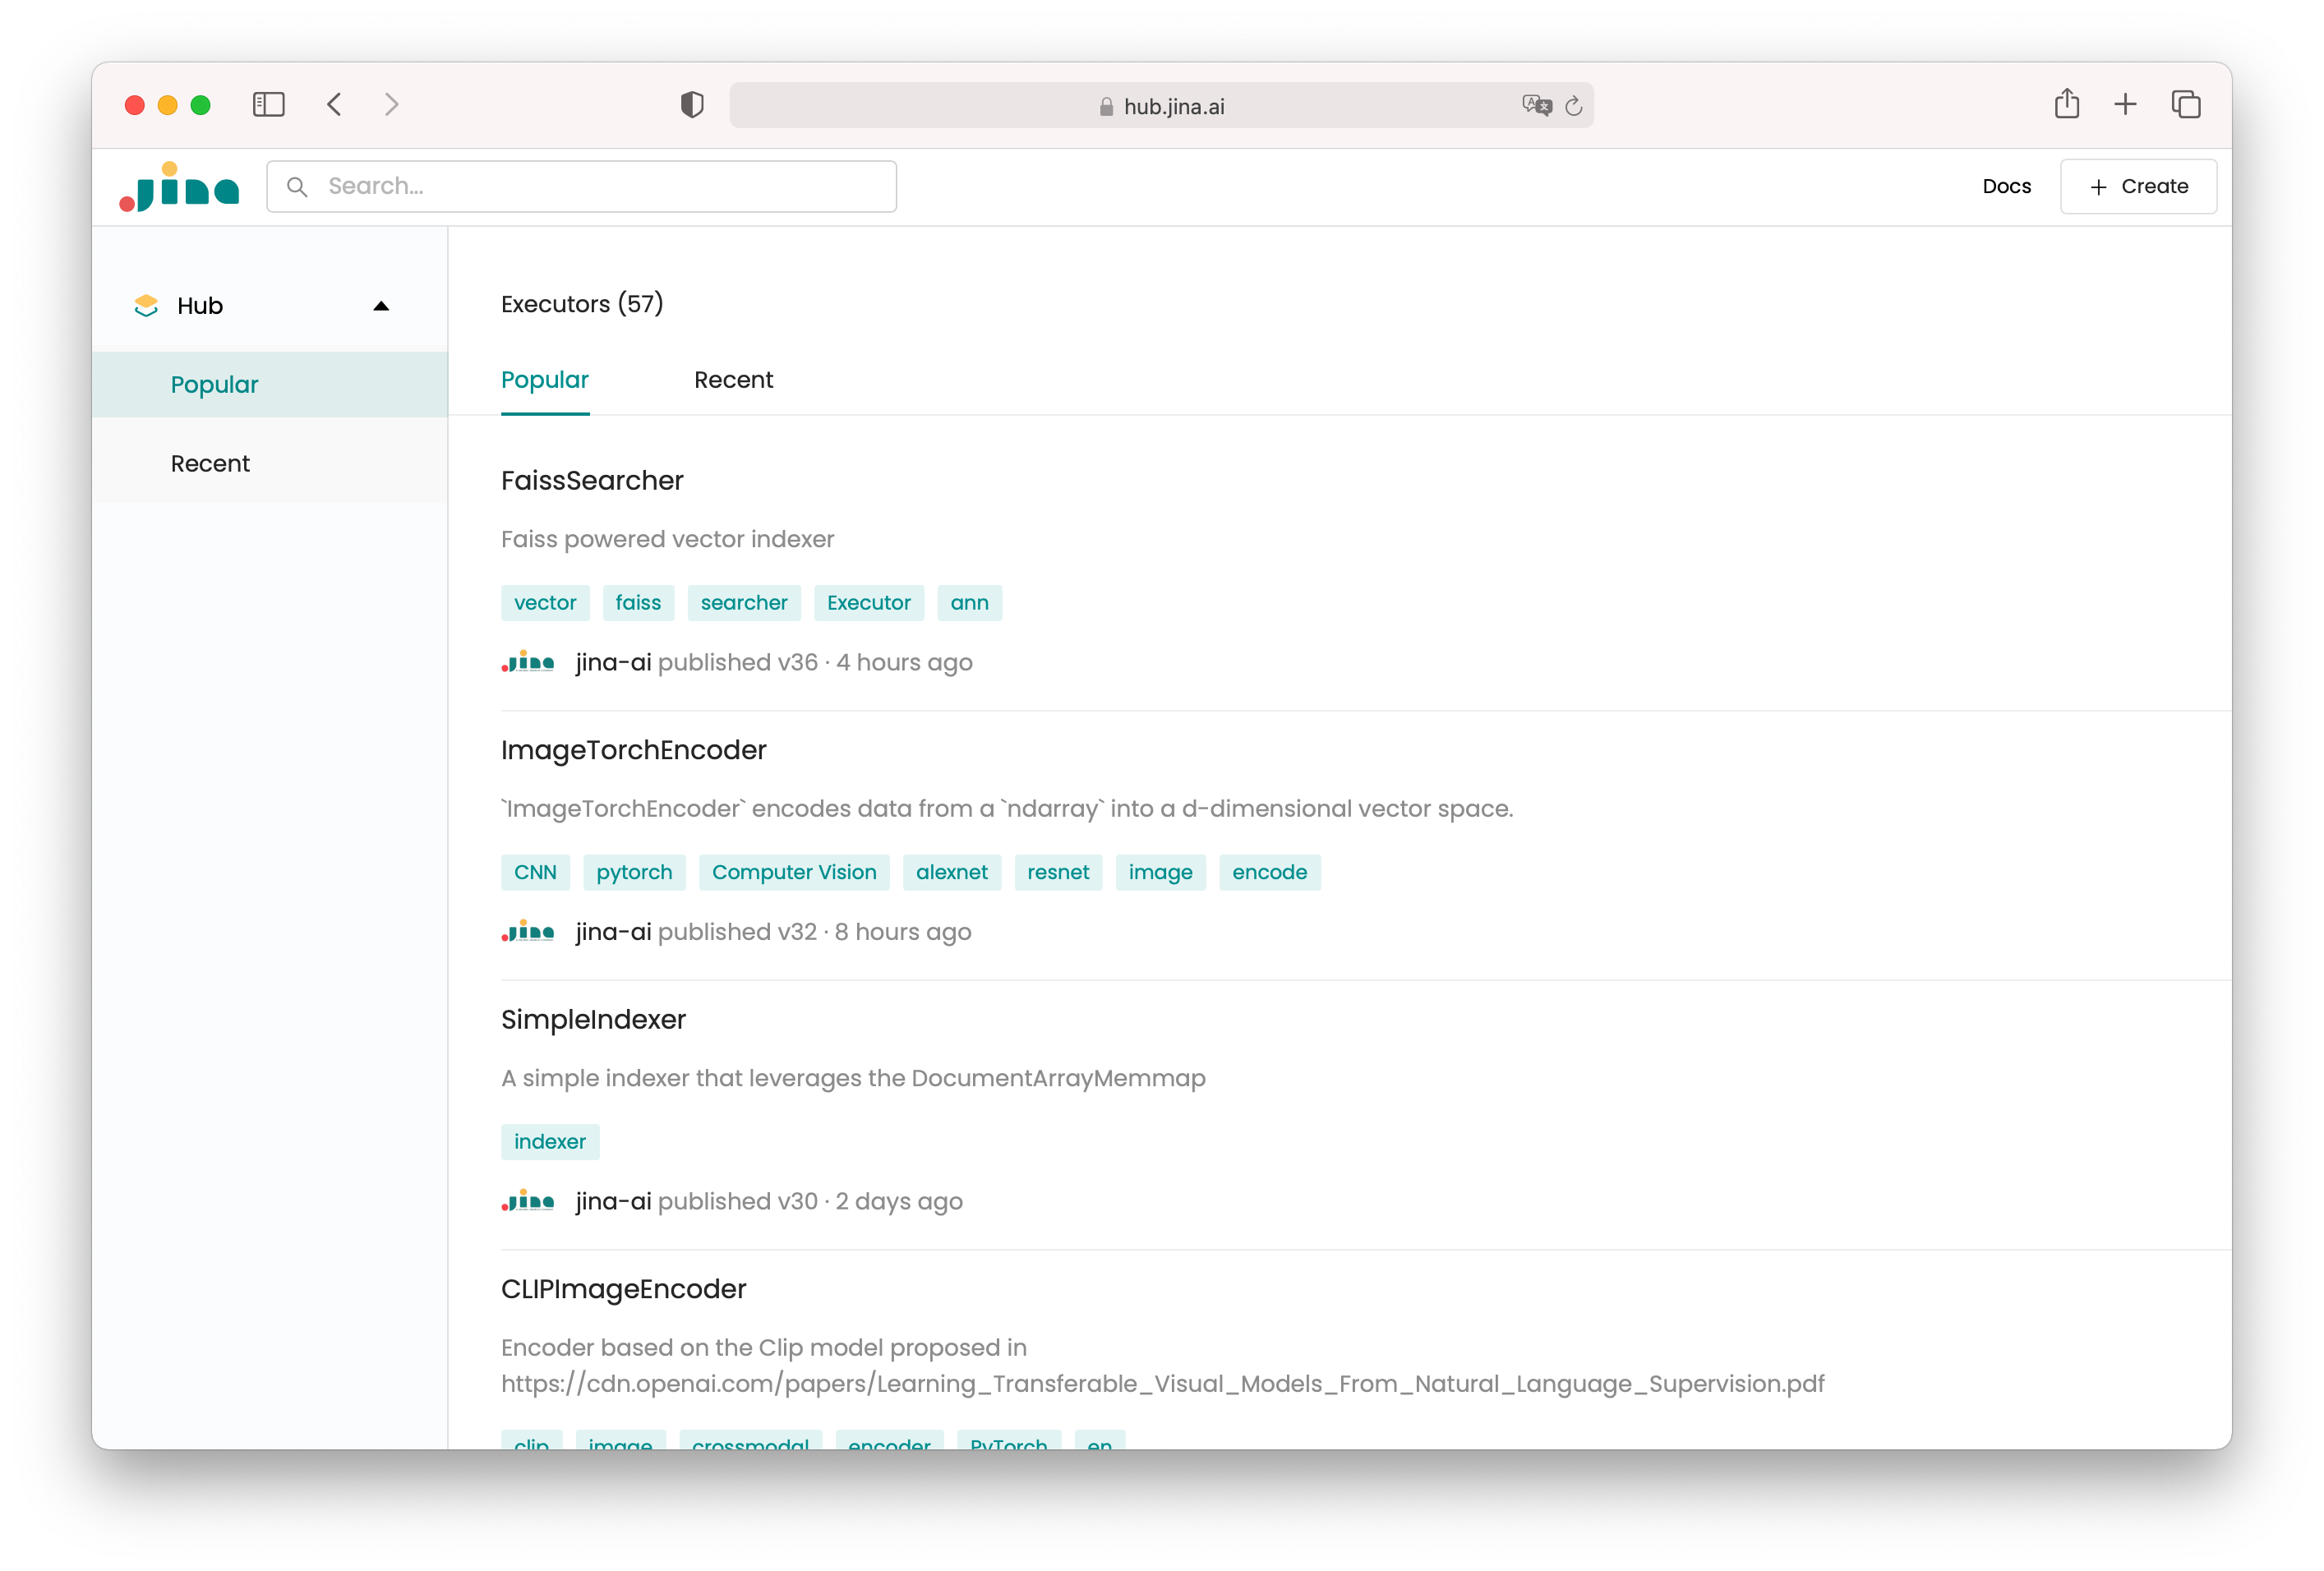 hub.jina.ai
jina
Search...
Docs
+ Create
Hub
Popular
Recent
Executors (57)
Popular
Recent
FaissSearcher
Faiss powered vector indexer
vector faiss searcher Executor ann
jina jina-ai published v36 · 4 hours ago
ImageTorchEncoder
`ImageTorchEncoder` encodes data from a `ndarray` into a d-dimensional vector space.
CNN pytorch Computer Vision alexnet resnet image encode
jina jina-ai published v32 · 8 hours ago
SimpleIndexer
A simple indexer that leverages the DocumentArrayMemmap
indexer
jina jina-ai published v30 · 2 days ago
CLIPImageEncoder
Encoder based on the Clip model proposed in
https://cdn.openai.com/papers/Learning_Transferable_Visual_Models_From_Natural_Language_Supervision.pdf
clip image crossmodal encoder PyTorch en